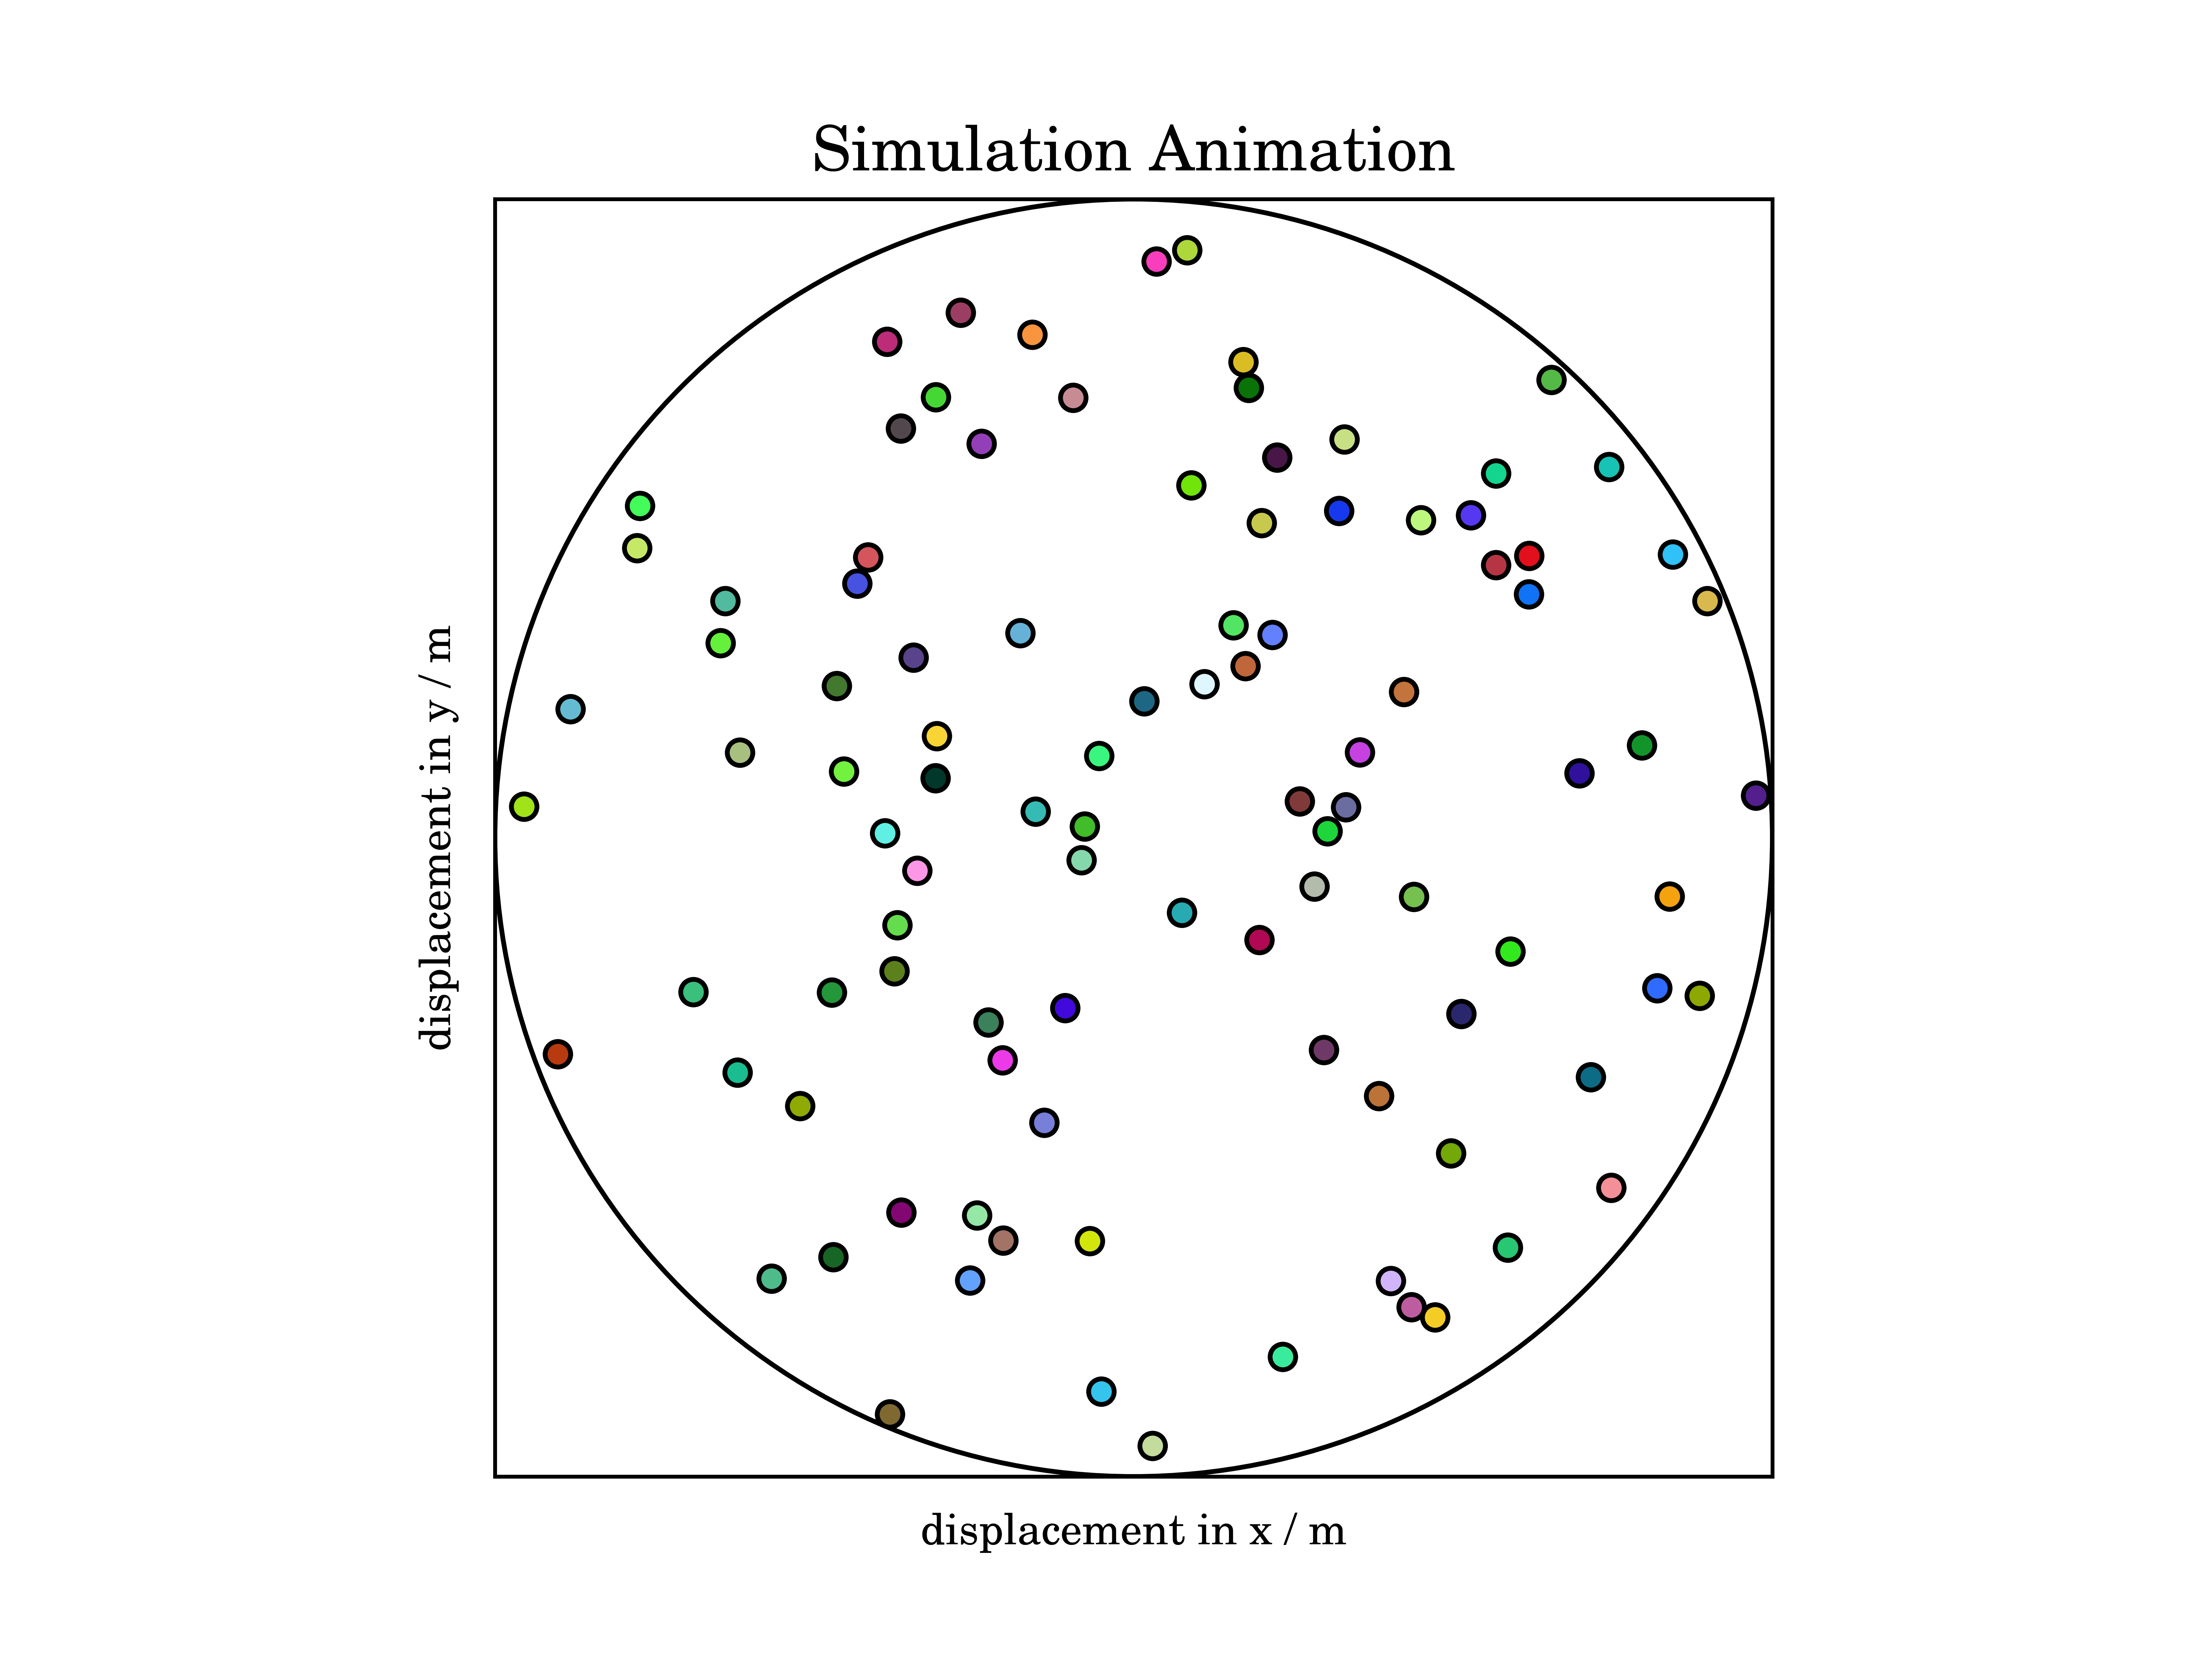 Simulation Animation
displacement in y / m
displacement in x / m